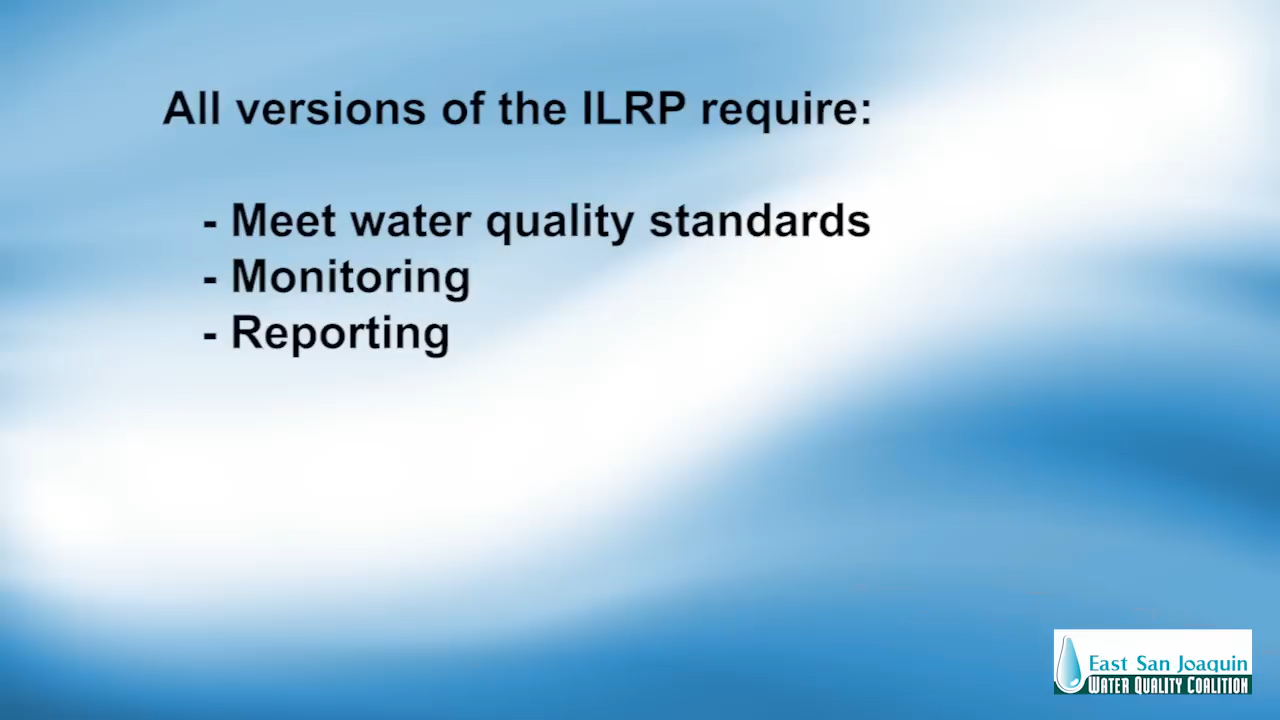 All versions of the ILRP require:
- Meet water quality standards
- Monitoring
- Reporting
East San Joaquin
WATER QUALITY COALITION